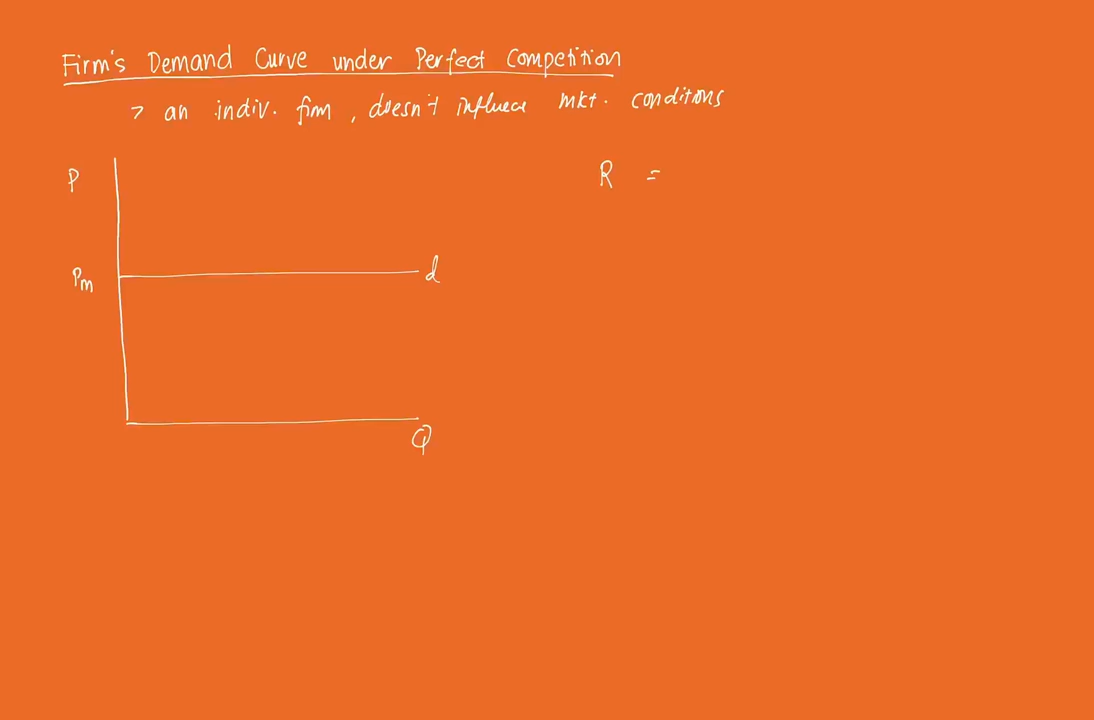 Firm's Demand Curve under Perfect Competition
> an indiv. firm, doesn't influence mkt. conditions
P
R =
Pm
d
Q